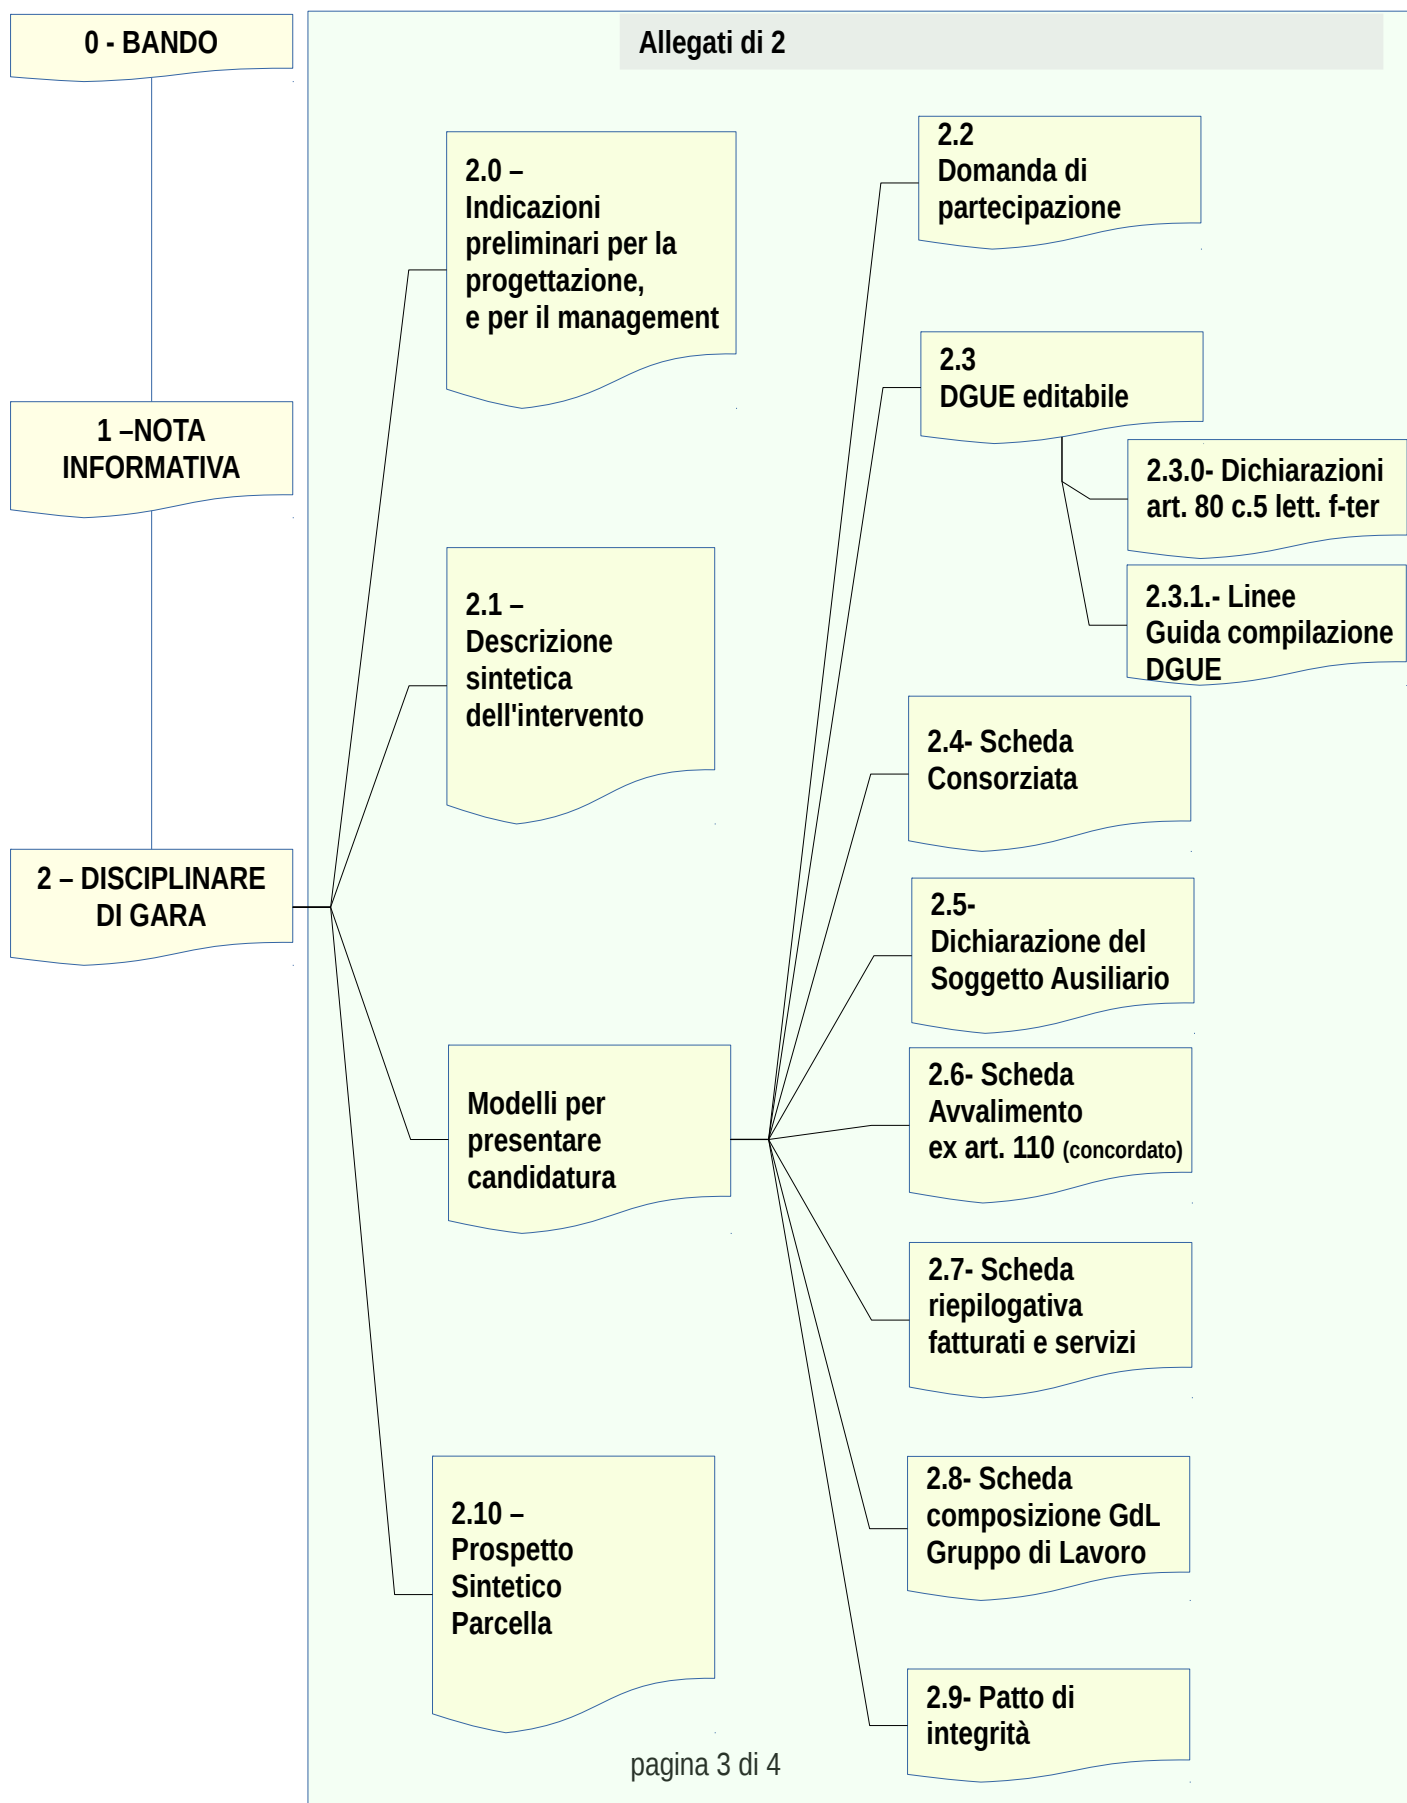 0 - BANDO
1 –NOTA
INFORMATIVA
2 – DISCIPLINARE
DI GARA
Allegati di 2
2.0 –
Indicazioni
preliminari per la
progettazione,
e per il management
2.1 –
Descrizione
sintetica
dell'intervento
Modelli per
presentare
candidatura
2.10 –
Prospetto
Sintetico
Parcella
2.2
Domanda di
partecipazione
2.3
DGUE editabile
2.3.0- Dichiarazioni
art. 80 c.5 lett. f-ter
2.3.1.- Linee
Guida compilazione
DGUE
2.4- Scheda
Consorziata
2.5-
Dichiarazione del
Soggetto Ausiliario
2.6- Scheda
Avvalimento
ex art. 110 (concordato)
2.7- Scheda
riepilogativa
fatturati e servizi
2.8- Scheda
composizione GdL
Gruppo di Lavoro
2.9- Patto di
integrità
pagina 3 di 4